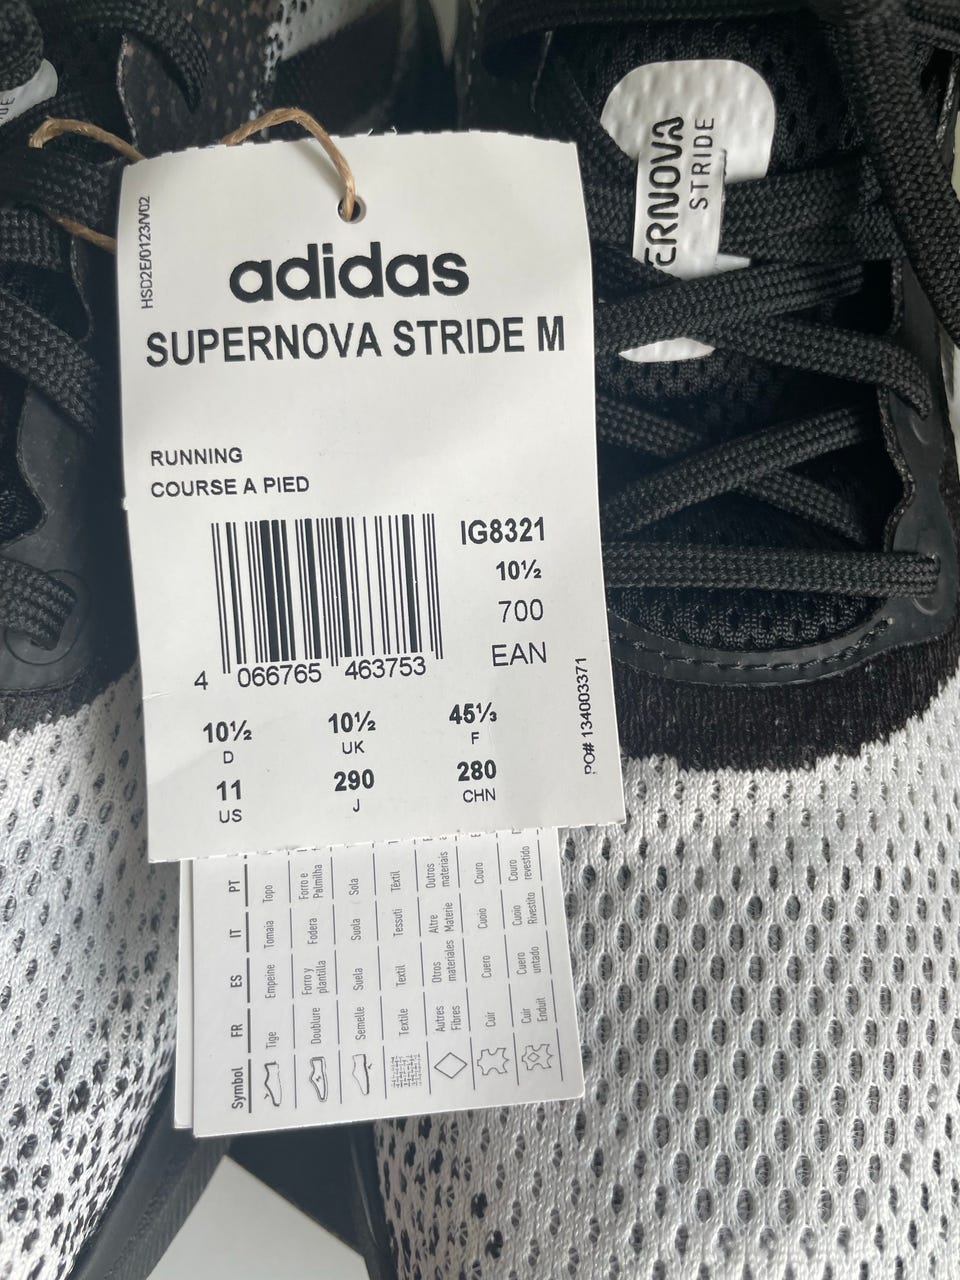 HSD2E/0123/V02
adidas
SUPERNOVA STRIDE M
RUNNING
COURSE A PIED
IG8321
10½
700
EAN
4 066765 463753
10½ 10½ 45⅓
D UK F
11 290 280
US J CHN
PO# 134003371
ERNOVA
STRIDE
Symbol FR ES IT PT
Tige Empeine Tomaia Topo
Doublure Forro y plantilla Fodera Forro e Palmilha
Semelle Suela Suola Sola
Textile Textil Tessuti Têxtil
Autres Fibres Otros materiales Altre Materie Outros materiais
Cuir Cuero Cuoio Couro
Cuir Enduit Cuero untado Cuoio Rivestito Couro revestido